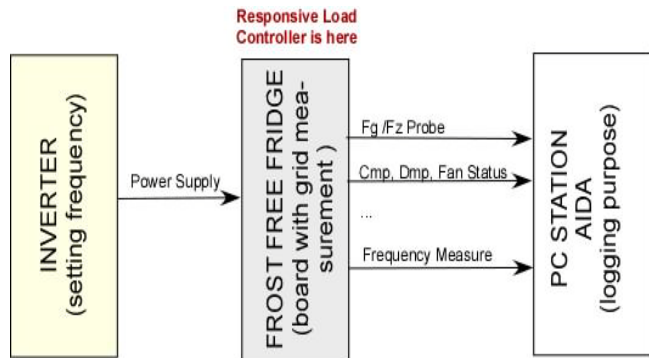 Responsive Load
Controller is here
INVERTER
(setting frequency)
Power Supply
FROST FREE FRIDGE
(board with grid mea-
surement )
Fg /Fz Probe
Cmp, Dmp, Fan Status
...
Frequency Measure
PC STATION
AIDA
(logging purpose)